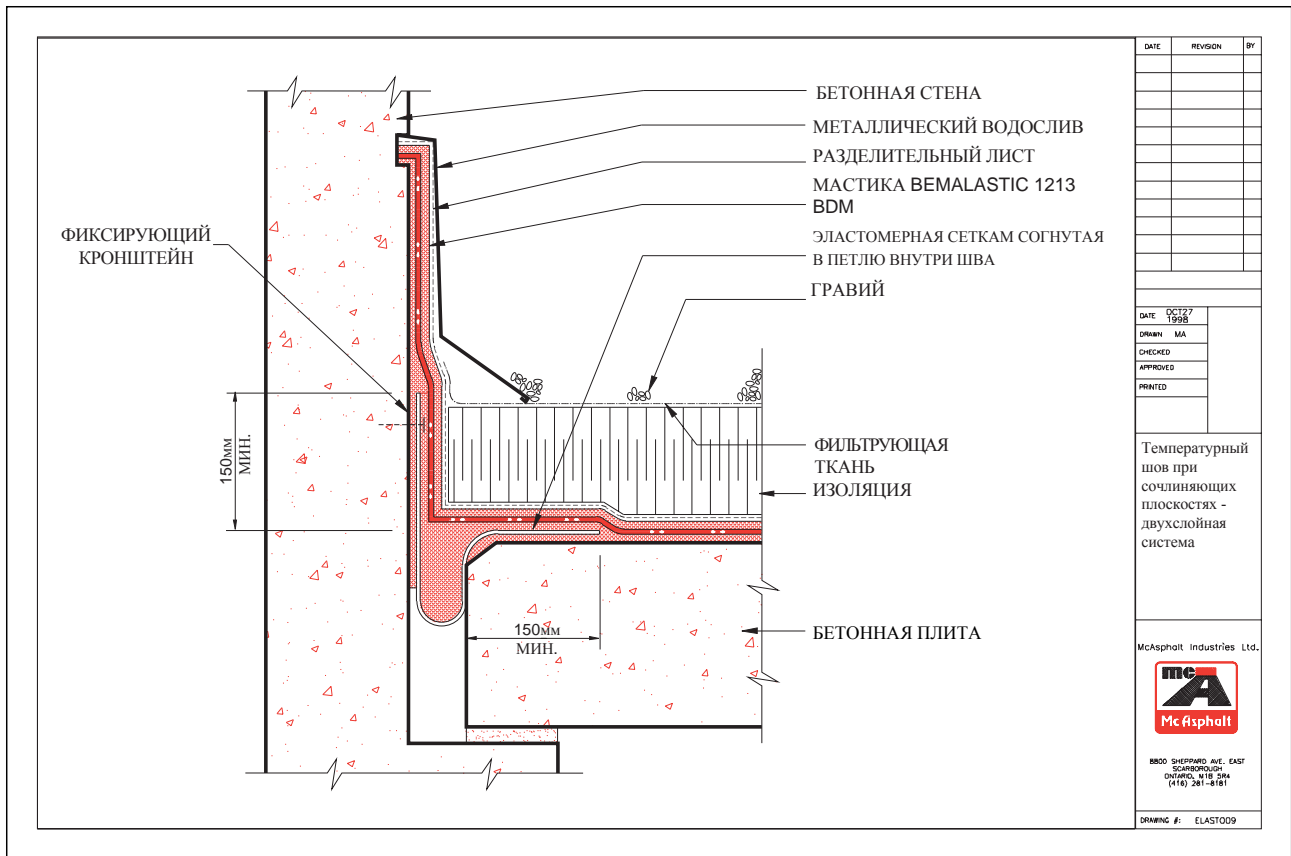 БЕТОННАЯ СТЕНА
МЕТАЛЛИЧЕСКИЙ ВОДОСЛИВ
РАЗДЕЛИТЕЛЬНЫЙ ЛИСТ
МАСТИКА BEMALASTIC 1213
BDM
ЭЛАСТОМЕРНАЯ СЕТКАМ СОГНУТАЯ
В ПЕТЛЮ ВНУТРИ ШВА
ГРАВИЙ
ФИКСИРУЮЩИЙ
КРОНШТЕЙН
150мм
МИН.
ФИЛЬТРУЮЩАЯ
ТКАНЬ
ИЗОЛЯЦИЯ
150мм
МИН.
БЕТОННАЯ ПЛИТА
DATE REVISION BY
DATE OCT27
1998
DRAWN MA
CHECKED
APPROVED
PRINTED
Температурный
шов при
сочлиняющих
плоскостях -
двухслойная
система
McAsphalt Industries Ltd.
mc A
McAsphalt
8800 SHEPPARD AVE. EAST
SCARBOROUGH
ONTARIO, M1B 5R4
(416) 281-8181
DRAWING #: ELAST009